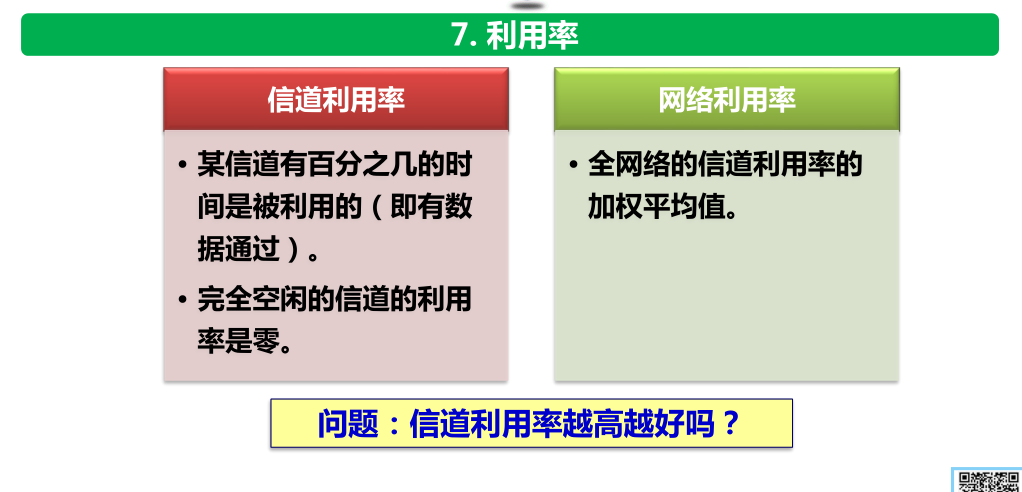 7. 利用率
信道利用率
• 某信道有百分之几的时
间是被利用的（即有数
据通过）。
• 完全空闲的信道的利用
率是零。
网络利用率
• 全网络的信道利用率的
加权平均值。
问题：信道利用率越高越好吗？